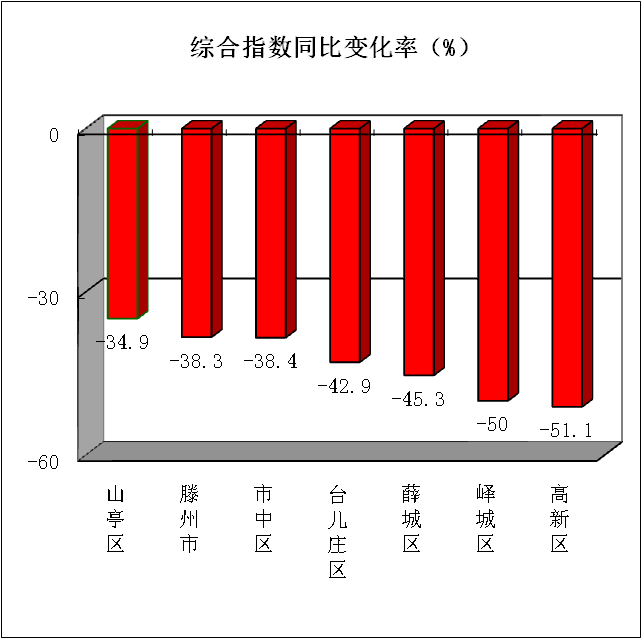 综合指数同比变化率（%）
0
-30
-60
-34.9
-38.3
-38.4
-42.9
-45.3
-50
-51.1
山亭区
滕州市
市中区
台儿庄区
薛城区
峄城区
高新区